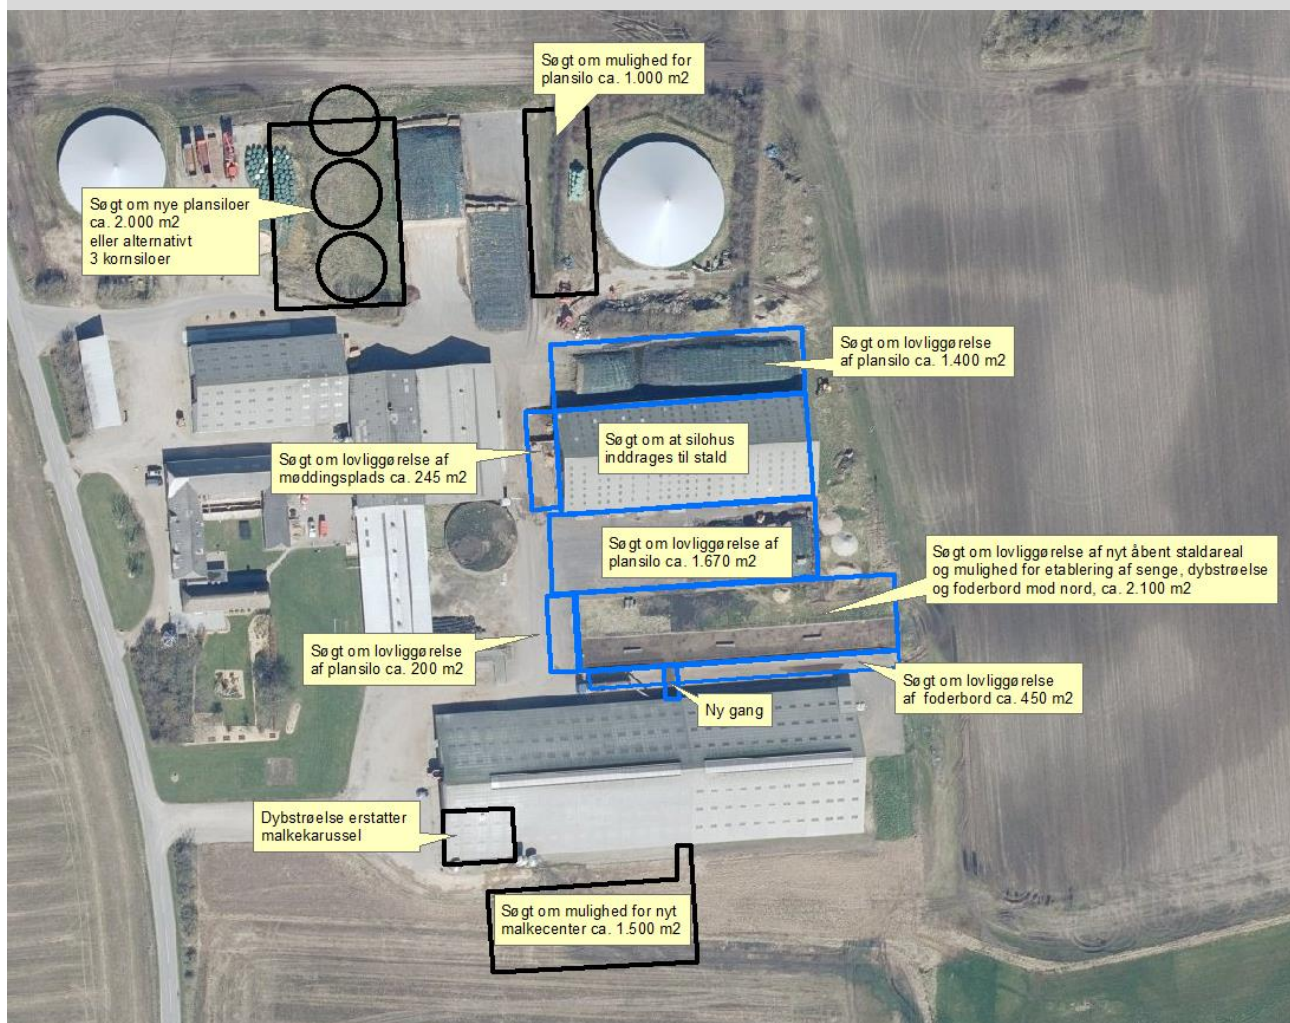 Søgt om mulighed for
plansilo ca. 1.000 m2
Søgt om nye plansiloer
ca. 2.000 m2
eller alternativt
3 kornsiloer
Søgt om lovliggørelse
af plansilo ca. 1.400 m2
Søgt om at silohus
inddrages til stald
Søgt om lovliggørelse af
møddingsplads ca. 245 m2
Søgt om lovliggørelse af
plansilo ca. 1.670 m2
Søgt om lovliggørelse af nyt åbent staldareal
og mulighed for etablering af senge, dybstrøelse
og foderbord mod nord, ca. 2.100 m2
Søgt om lovliggørelse
af plansilo ca. 200 m2
Søgt om lovliggørelse
af foderbord ca. 450 m2
Ny gang
Dybstrøelse erstatter
malkekarussel
Søgt om mulighed for nyt
malkecenter ca. 1.500 m2